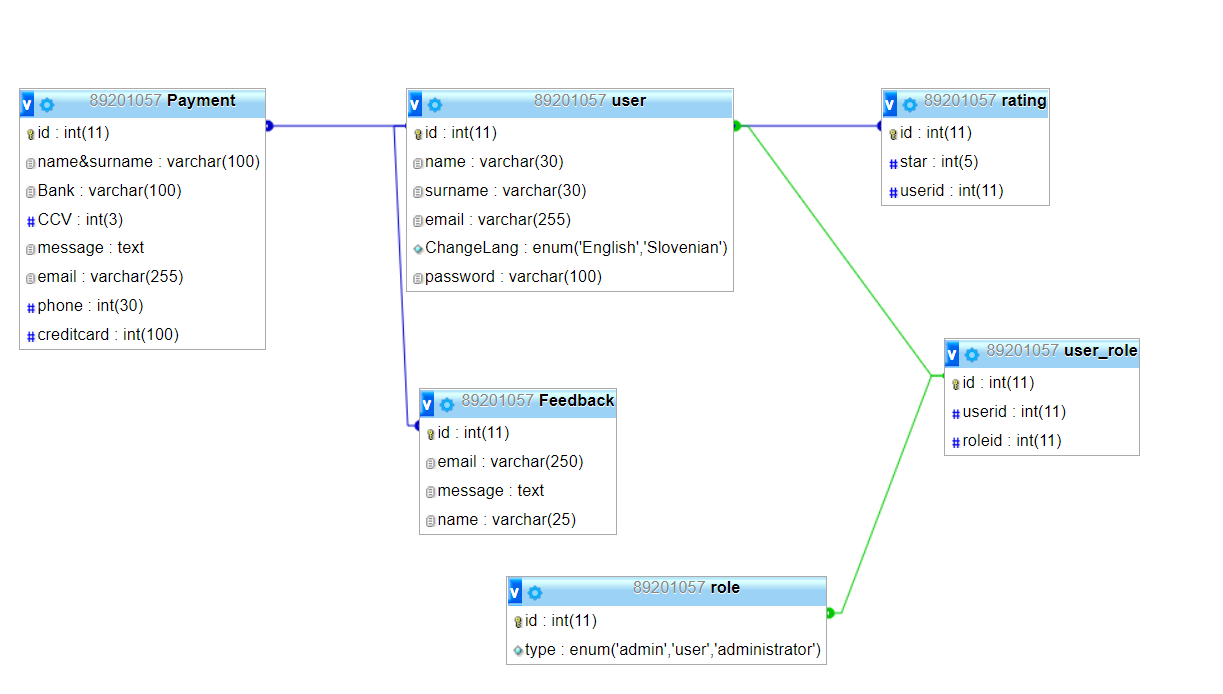 89201057 Payment
id : int(11)
name&surname : varchar(100)
Bank : varchar(100)
CCV : int(3)
message : text
email : varchar(255)
phone : int(30)
creditcard : int(100)
89201057 user
id : int(11)
name : varchar(30)
surname : varchar(30)
email : varchar(255)
ChangeLang : enum('English','Slovenian')
password : varchar(100)
89201057 rating
id : int(11)
star : int(5)
userid : int(11)
89201057 user_role
id : int(11)
userid : int(11)
roleid : int(11)
89201057 Feedback
id : int(11)
email : varchar(250)
message : text
name : varchar(25)
89201057 role
id : int(11)
type : enum('admin','user','administrator')